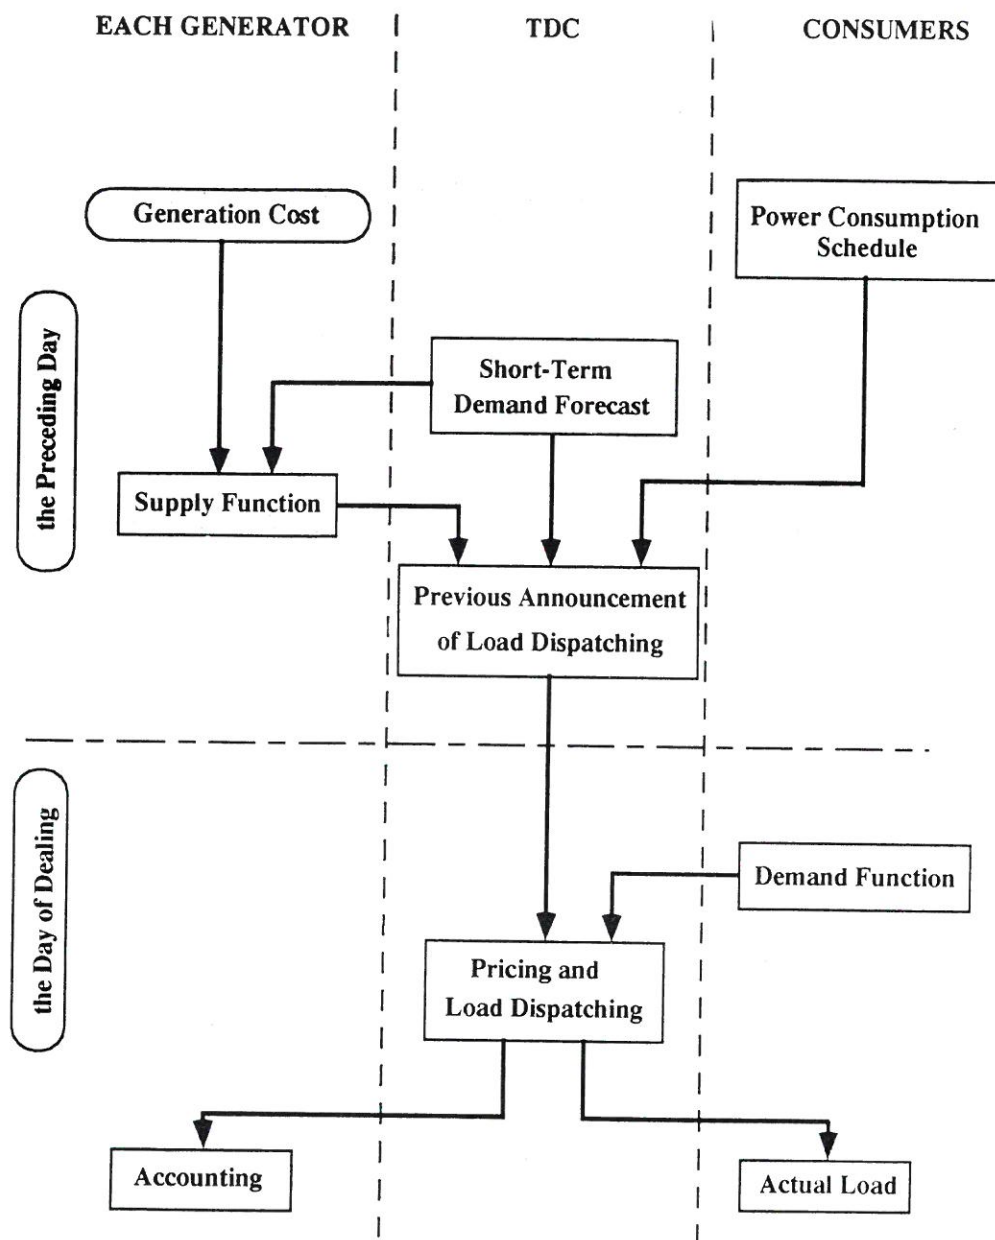 EACH GENERATOR
TDC
CONSUMERS
Generation Cost
Power Consumption
Schedule
the Preceding Day
Short-Term
Demand Forecast
Supply Function
Previous Announcement
of Load Dispatching
the Day of Dealing
Demand Function
Pricing and
Load Dispatching
Accounting
Actual Load